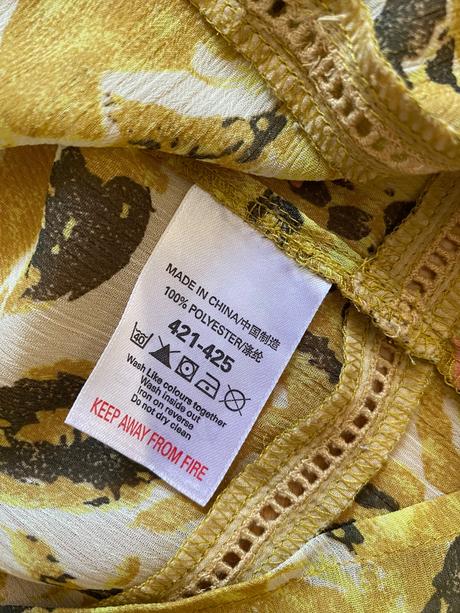 MADE IN CHINA/中国制造
100% POLYESTER/涤纶
421-425
40
Wash Like colours together
Wash inside out
Iron on reverse
Do not dry clean
KEEP AWAY FROM FIRE